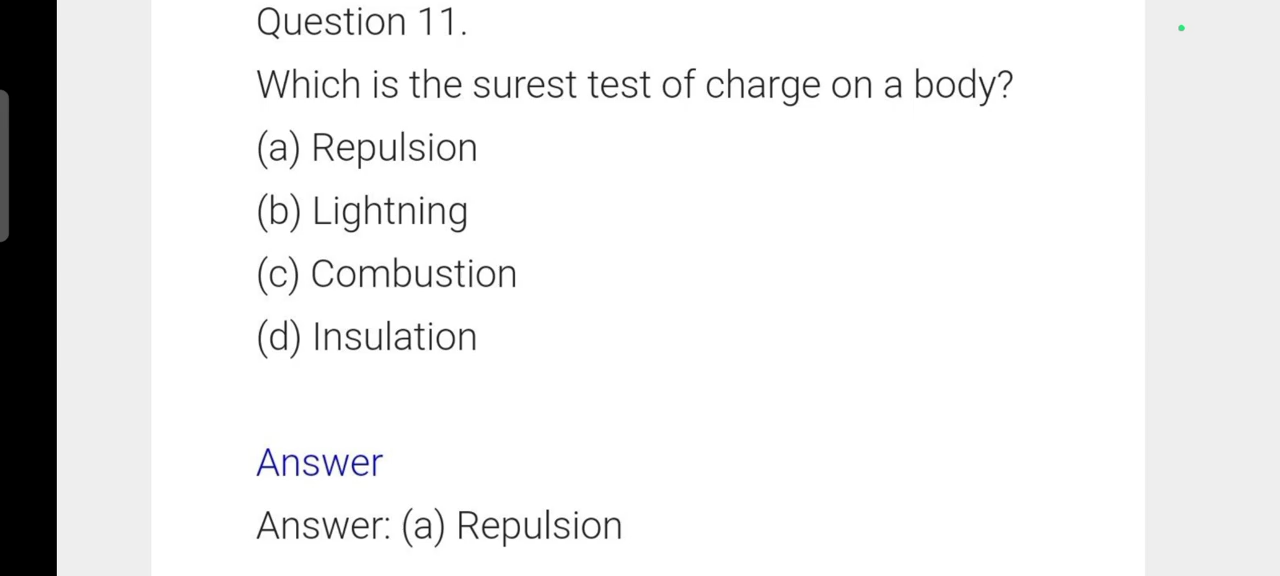 Question 11.
Which is the surest test of charge on a body?
(a) Repulsion
(b) Lightning
(c) Combustion
(d) Insulation
Answer
Answer: (a) Repulsion